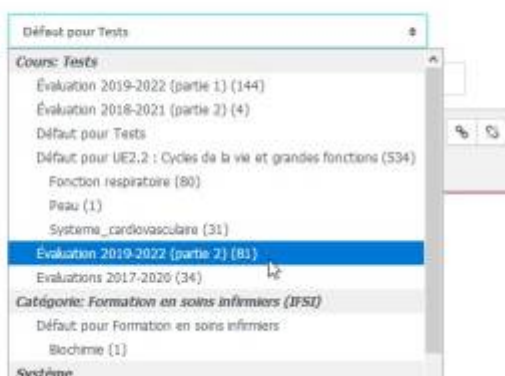 Défaut pour Tests
Cours: Tests
Évaluation 2019-2022 (partie 1) (144)
Évaluation 2018-2021 (partie 2) (4)
Défaut pour Tests
Défaut pour UE2.2 : Cycles de la vie et grandes fonctions (534)
Fonction respiratoire (80)
Peau (1)
Systeme_cardiovasculaire (31)
Évaluation 2019-2022 (partie 2) (81)
Evaluations 2017-2020 (34)
Catégorie: Formation en soins infirmiers (IFSI)
Défaut pour Formation en soins infirmiers
Biochimie (1)
Système